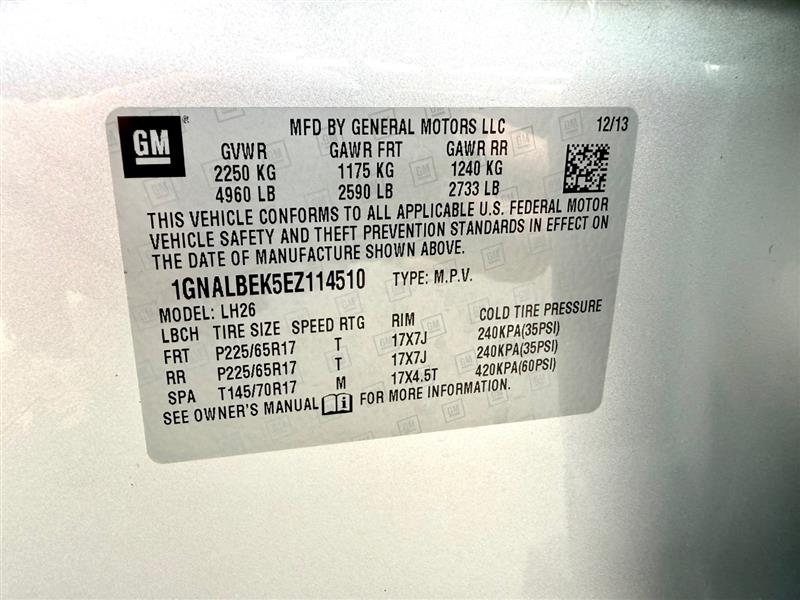 GM ® MFD BY GENERAL MOTORS LLC 12/13
GVWR GAWR FRT GAWR RR
2250 KG 1175 KG 1240 KG
4960 LB 2590 LB 2733 LB
THIS VEHICLE CONFORMS TO ALL APPLICABLE U.S. FEDERAL MOTOR
VEHICLE SAFETY AND THEFT PREVENTION STANDARDS IN EFFECT ON
THE DATE OF MANUFACTURE SHOWN ABOVE.
1GNALBEK5EZ114510 TYPE: M.P.V.
MODEL: LH26
LBCH TIRE SIZE SPEED RTG RIM COLD TIRE PRESSURE
FRT P225/65R17 T 17X7J 240KPA(35PSI)
RR P225/65R17 T 17X7J 240KPA(35PSI)
SPA T145/70R17 M 17X4.5T 420KPA(60PSI)
SEE OWNER'S MANUAL i FOR MORE INFORMATION.